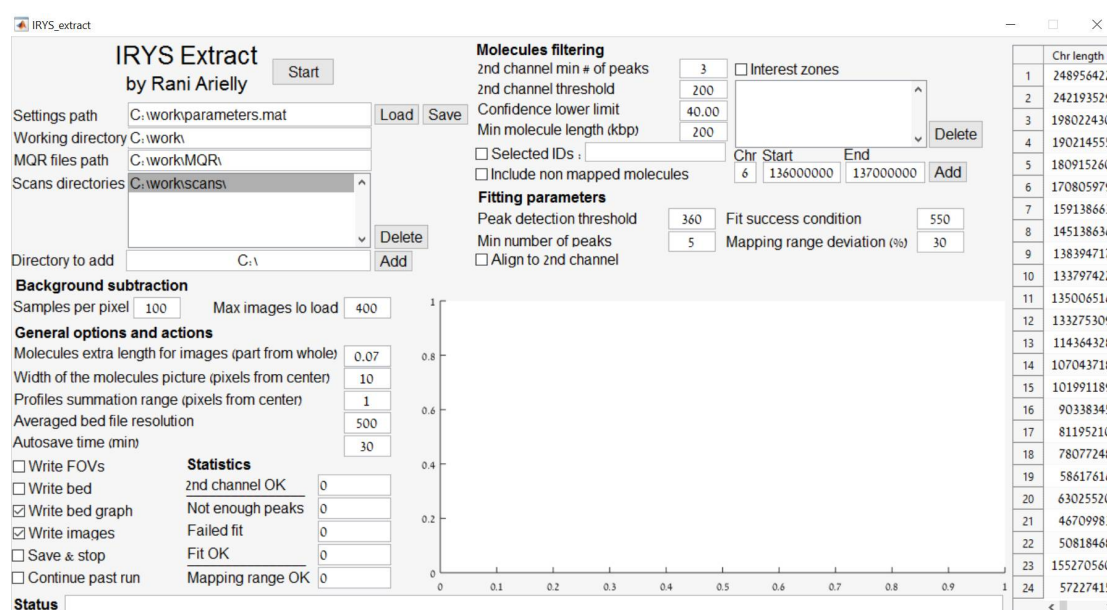 IRYS_extract
IRYS Extract
by Rani Arielly
Start
Settings path C:\work\parameters.mat Load Save
Working directory C:\work\
MQR files path C:\work\MQR\
Scans directories C:\work\scans\
Delete
Directory to add C:\ Add
Background subtraction
Samples per pixel 100 Max images lo load 400
General options and actions
Molecules extra length for images (part from whole) 0.07
Width of the molecules picture (pixels from center) 10
Profiles summation range (pixels from center) 1
Averaged bed file resolution 500
Autosave time (min) 30
Write FOVs
Write bed
Write bed graph
Write images
Save & stop
Continue past run
Statistics
2nd channel OK 0
Not enough peaks 0
Failed fit 0
Fit OK 0
Mapping range OK 0
Status
Molecules filtering
2nd channel min # of peaks 3
2nd channel threshold 200
Confidence lower limit 40.00
Min molecule length (kbp) 200
Selected IDs :
Include non mapped molecules
Interest zones
Delete
Chr Start End
6 136000000 137000000 Add
Fitting parameters
Peak detection threshold 360 Fit success condition 550
Min number of peaks 5 Mapping range deviation (%) 30
Align to 2nd channel
1
0.8
0.6
0.4
0.2
0
0 0.1 0.2 0.3 0.4 0.5 0.6 0.7 0.8 0.9 1
Chr length
1
2
3
4
5
6
7
8
9
10
11
12
13
14
15
16
17
18
19
20
21
22
23 155270560
24